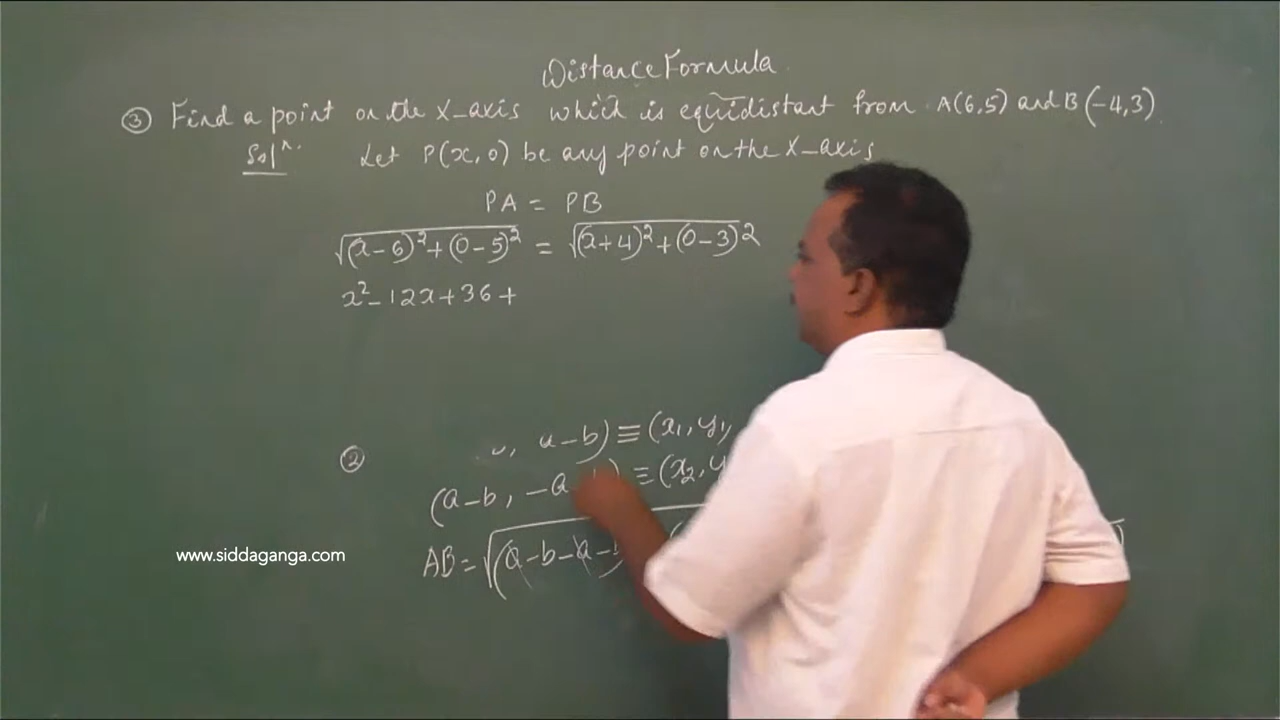 Distance Formula
③ Find a point on the X-axis which is equidistant from A(6,5) and B(-4,3).
Solⁿ. Let P(x,0) be any point on the X-axis
PA = PB
√(x-6)²+(0-5)² = √(x+4)²+(0-3)²
x²-12x+36+
② , a-b) ≡ (x₁, y₁
(a-b, -a ≡ (x₂, y
AB = √(a-b-a-
www.siddaganga.com